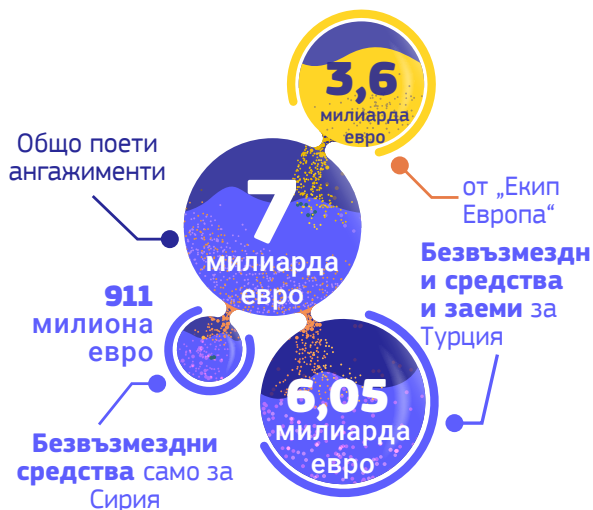 3,6
милиарда
евро
Общо поети
ангажименти
7
милиарда
евро
от „Екип
Европа“
Безвъзмездн
и средства
и заеми за
Турция
911
милиона
евро
6,05
милиарда
евро
Безвъзмездни
средства само за
Сирия